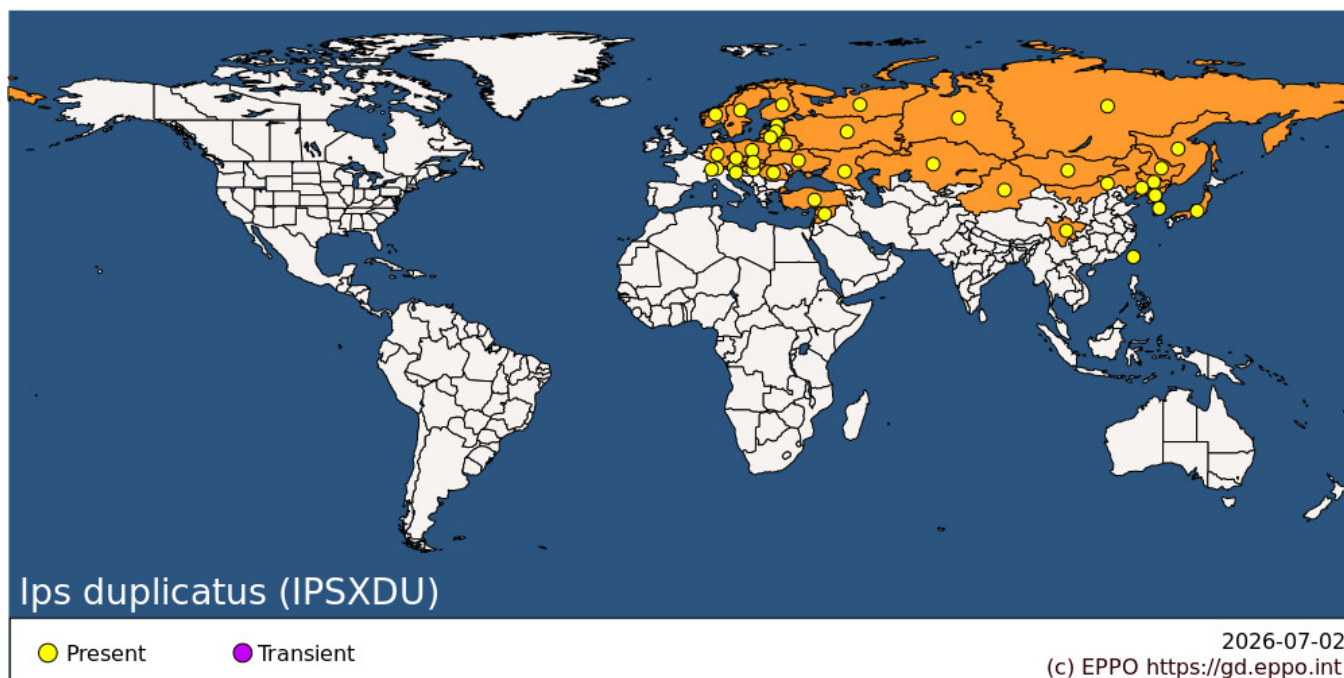 Ips duplicatus (IPSXDU)
Present
Transient
2026-07-02
(c) EPPO https://gd.eppo.int